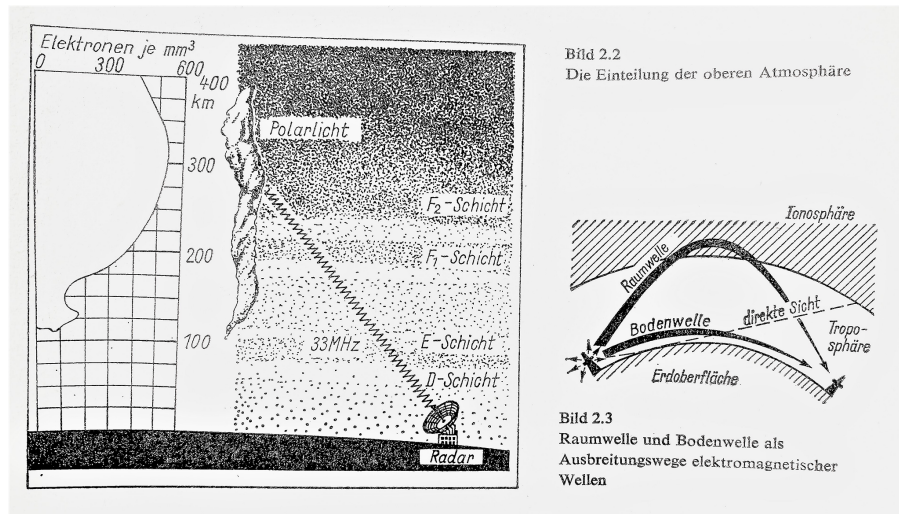 Elektronen je mm³
0 300 600
400
km
300
200
100
Polarlicht
F₂-Schicht
F₁-Schicht
33MHz
E-Schicht
D-Schicht
Radar
Bild 2.2
Die Einteilung der oberen Atmosphäre
Ionosphäre
Raumwelle
direkte Sicht
Bodenwelle
Tropo-
sphäre
Erdoberfläche
Bild 2.3
Raumwelle und Bodenwelle als
Ausbreitungswege elektromagnetischer
Wellen